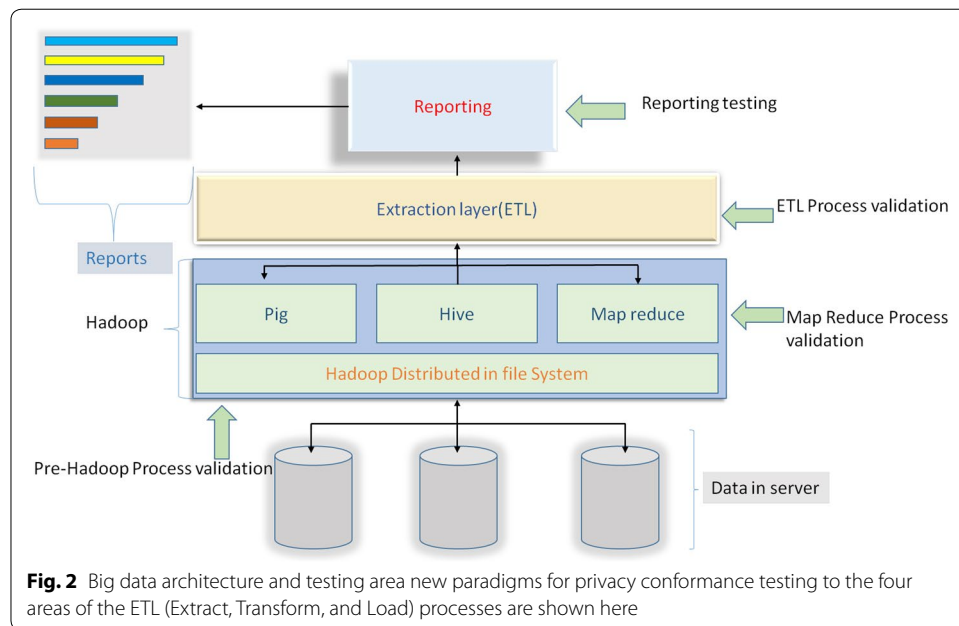 Reporting
Reporting testing
Extraction layer(ETL)
ETL Process validation
Reports
Hadoop
Pig
Hive
Map reduce
Map Reduce Process
validation
Hadoop Distributed in file System
Pre-Hadoop Process validation
Data in server
Fig. 2 Big data architecture and testing area new paradigms for privacy conformance testing to the four
areas of the ETL (Extract, Transform, and Load) processes are shown here